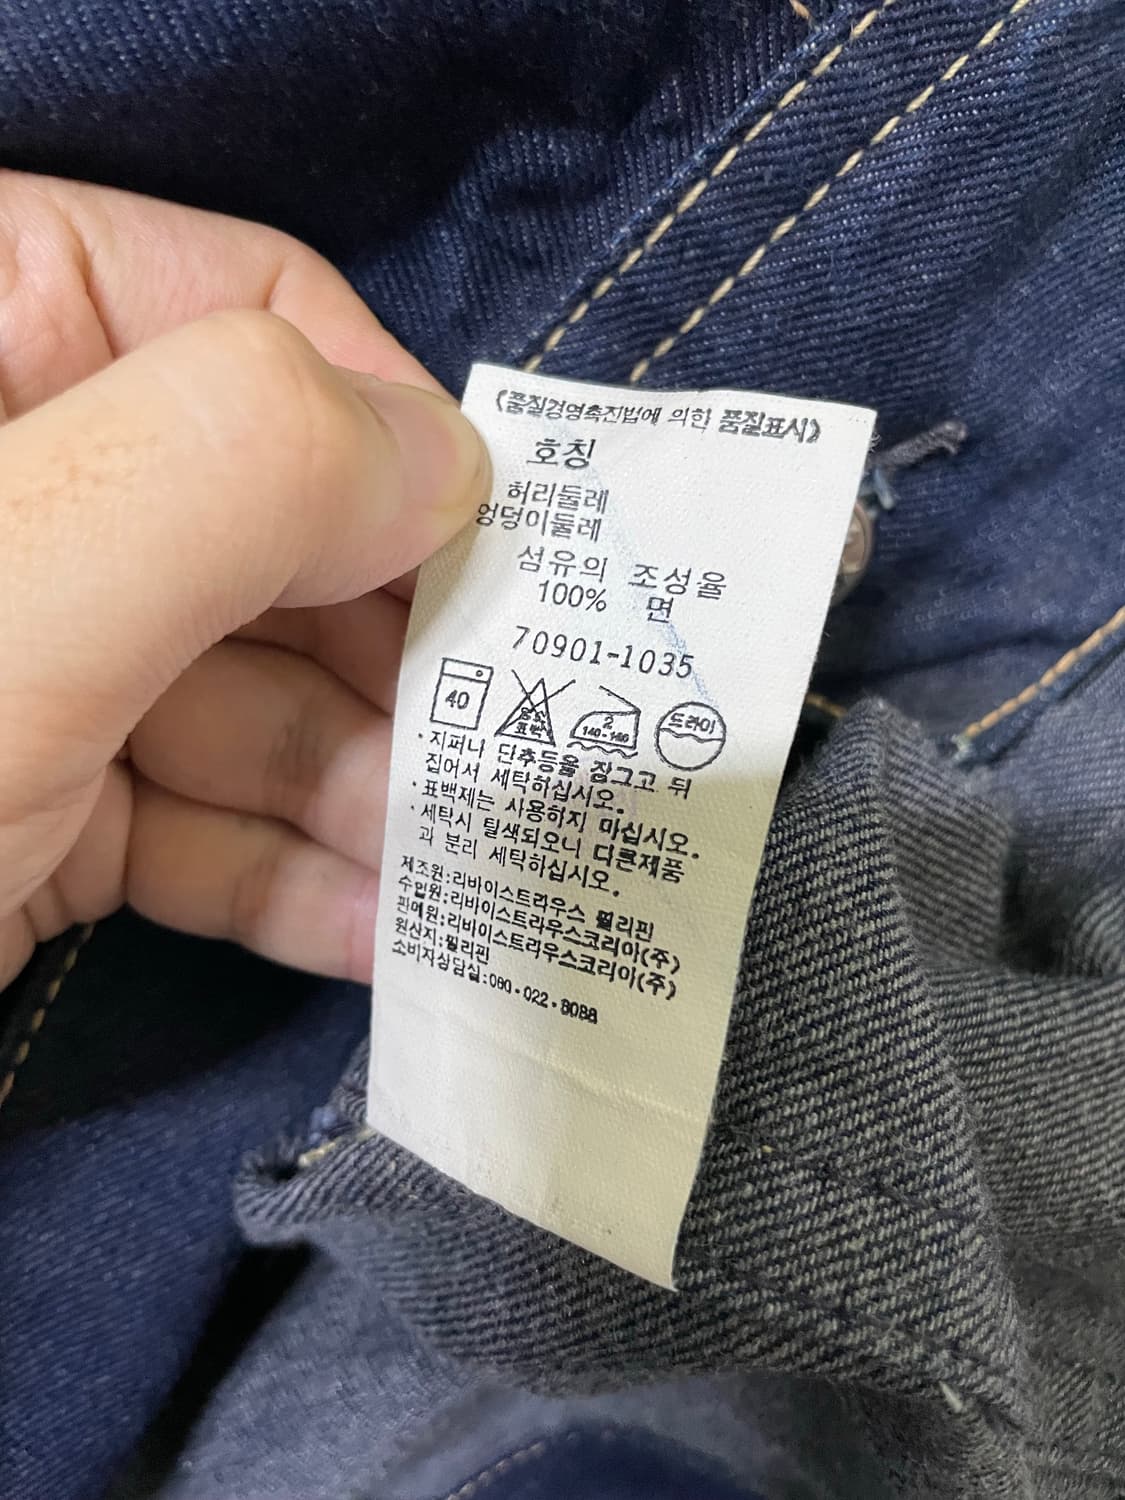 (품질경영촉진법에 의한 품질표시)
호칭
허리둘레
엉덩이둘레
섬유의 조성율
100% 면
70901-1035
40
염소
표백
2
140-160
드라이
·지퍼나 단추등을 잠그고 뒤
집어서 세탁하십시오.
·표백제는 사용하지 마십시오.
·세탁시 탈색되오니 다른제품
과 분리 세탁하십시오.
제조원:리바이스트라우스 필리핀
수입원:리바이스트라우스코리아(주)
판매원:리바이스트라우스코리아(주)
원산지:필리핀
소비자상담실:080-022-8088